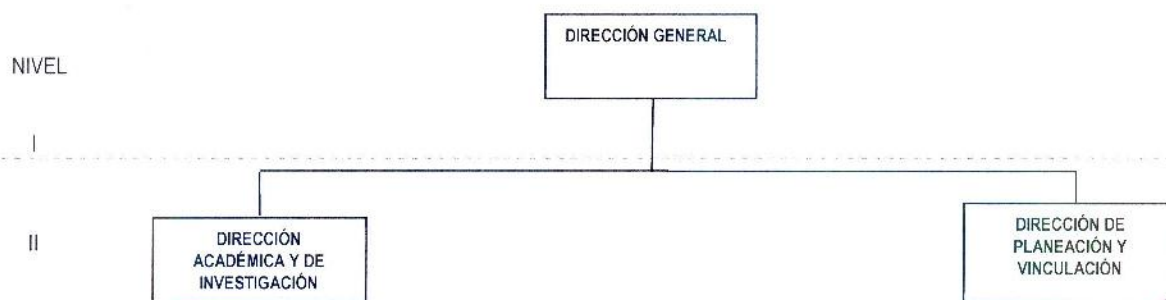 DIRECCIÓN GENERAL
NIVEL
I
II
DIRECCIÓN
ACADÉMICA Y DE
INVESTIGACIÓN
DIRECCIÓN DE
PLANEACIÓN Y
VINCULACIÓN